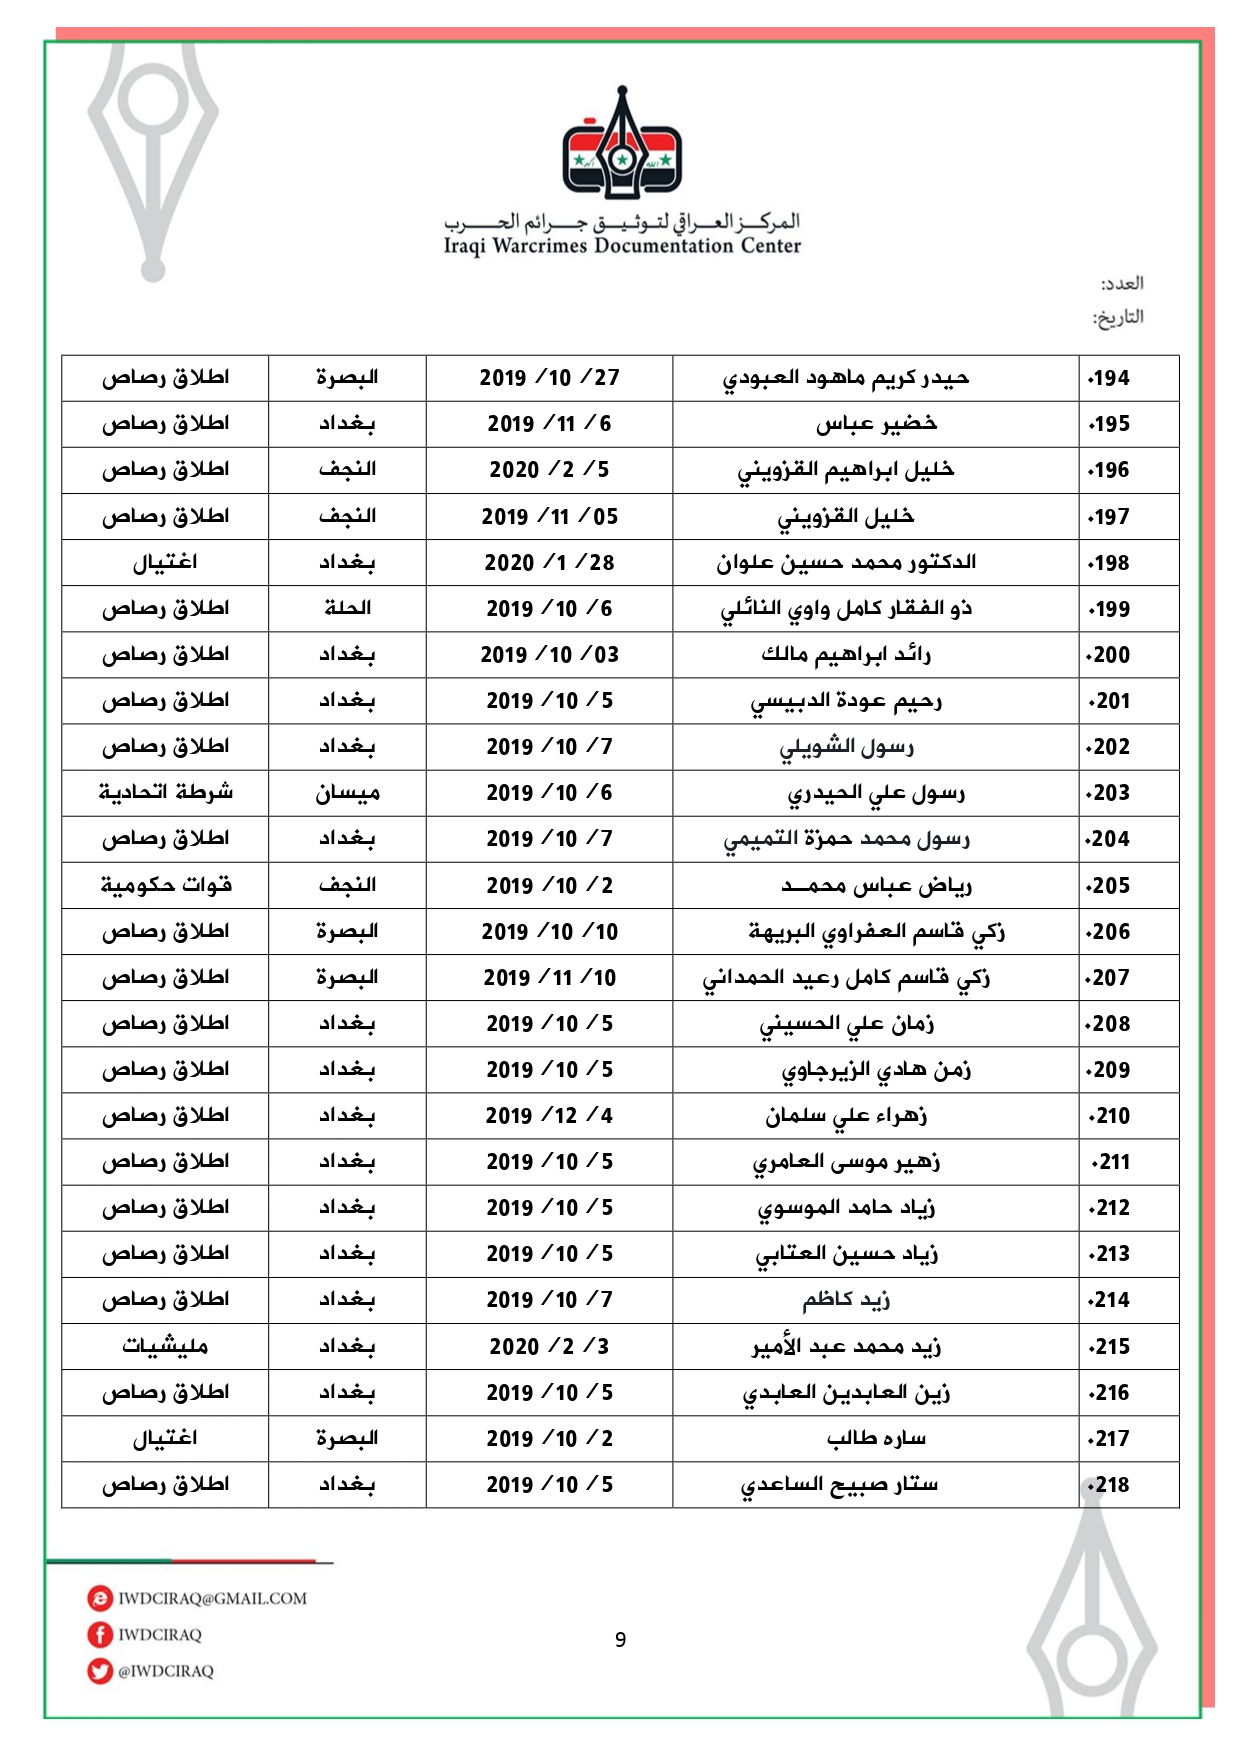 المركز العراقي لتوثيق جرائم الحرب
Iraqi Warcrimes Documentation Center
العدد:
التاريخ:
194. حيدر كريم ماهود العبودي 27/ 10/ 2019 البصرة اطلاق رصاص
195. خضير عباس 6/ 11/ 2019 بغداد اطلاق رصاص
196. خليل ابراهيم القزويني 5/ 2/ 2020 النجف اطلاق رصاص
197. خليل القزويني 05/ 11/ 2019 النجف اطلاق رصاص
198. الدكتور محمد حسين علوان 28/ 1/ 2020 بغداد اغتيال
199. ذو الفقار كامل واوي النائلي 6/ 10/ 2019 الحلة اطلاق رصاص
200. رائد ابراهيم مالك 03/ 10/ 2019 بغداد اطلاق رصاص
201. رحيم عودة الدبيسي 5/ 10/ 2019 بغداد اطلاق رصاص
202. رسول الشويلي 7/ 10/ 2019 بغداد اطلاق رصاص
203. رسول علي الحيدري 6/ 10/ 2019 ميسان شرطة اتحادية
204. رسول محمد حمزة التميمي 7/ 10/ 2019 بغداد اطلاق رصاص
205. رياض عباس محمــد 2/ 10/ 2019 النجف قوات حكومية
206. زكي قاسم العفراوي البريهة 10/ 10/ 2019 البصرة اطلاق رصاص
207. زكي قاسم كامل رعيد الحمداني 10/ 11/ 2019 البصرة اطلاق رصاص
208. زمان علي الحسيني 5/ 10/ 2019 بغداد اطلاق رصاص
209. زمن هادي الزيرجاوي 5/ 10/ 2019 بغداد اطلاق رصاص
210. زهراء علي سلمان 4/ 12/ 2019 بغداد اطلاق رصاص
211. زهير موسى العامري 5/ 10/ 2019 بغداد اطلاق رصاص
212. زياد حامد الموسوي 5/ 10/ 2019 بغداد اطلاق رصاص
213. زياد حسين العتابي 5/ 10/ 2019 بغداد اطلاق رصاص
214. زيد كاظم 7/ 10/ 2019 بغداد اطلاق رصاص
215. زيد محمد عبد الأمير 3/ 2/ 2020 بغداد مليشيات
216. زين العابدين العابدي 5/ 10/ 2019 بغداد اطلاق رصاص
217. ساره طالب 2/ 10/ 2019 البصرة اغتيال
218. ستار صبيح الساعدي 5/ 10/ 2019 بغداد اطلاق رصاص
IWDCIRAQ@GMAIL.COM
IWDCIRAQ
@IWDCIRAQ
9